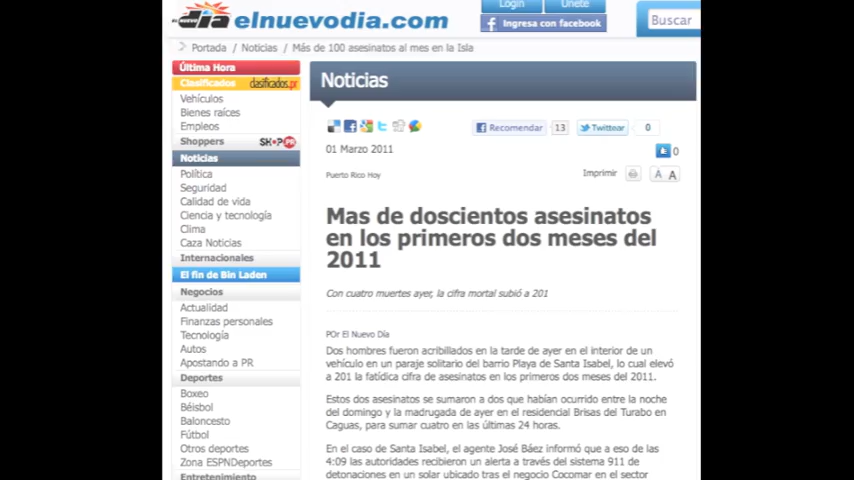 EL NUEVO día elnuevodia.com
Login
Únete
Ingresa con facebook
Buscar
Portada / Noticias / Más de 100 asesinatos al mes en la Isla
Última Hora
Clasificados clasificados.pr
Vehículos
Bienes raíces
Empleos
Shoppers SHOP PR
Noticias
Política
Seguridad
Calidad de vida
Ciencia y tecnología
Clima
Caza Noticias
Internacionales
El fin de Bin Laden
Negocios
Actualidad
Finanzas personales
Tecnología
Autos
Apostando a PR
Deportes
Boxeo
Béisbol
Baloncesto
Fútbol
Otros deportes
Zona ESPNDeportes
Entretenimiento
Noticias
Recomendar 13
Twittear 0
01 Marzo 2011
0
Puerto Rico Hoy
Imprimir
A A
Mas de doscientos asesinatos
en los primeros dos meses del
2011
Con cuatro muertes ayer, la cifra mortal subió a 201
POr El Nuevo Día
Dos hombres fueron acribillados en la tarde de ayer en el interior de un
vehículo en un paraje solitario del barrio Playa de Santa Isabel, lo cual elevó
a 201 la fatídica cifra de asesinatos en los primeros dos meses del 2011.
Estos dos asesinatos se sumaron a dos que habían ocurrido entre la noche
del domingo y la madrugada de ayer en el residencial Brisas del Turabo en
Caguas, para sumar cuatro en las últimas 24 horas.
En el caso de Santa Isabel, el agente José Báez informó que a eso de las
4:09 las autoridades recibieron un alerta a través del sistema 911 de
detonaciones en un solar ubicado tras el negocio Cocomar en el sector